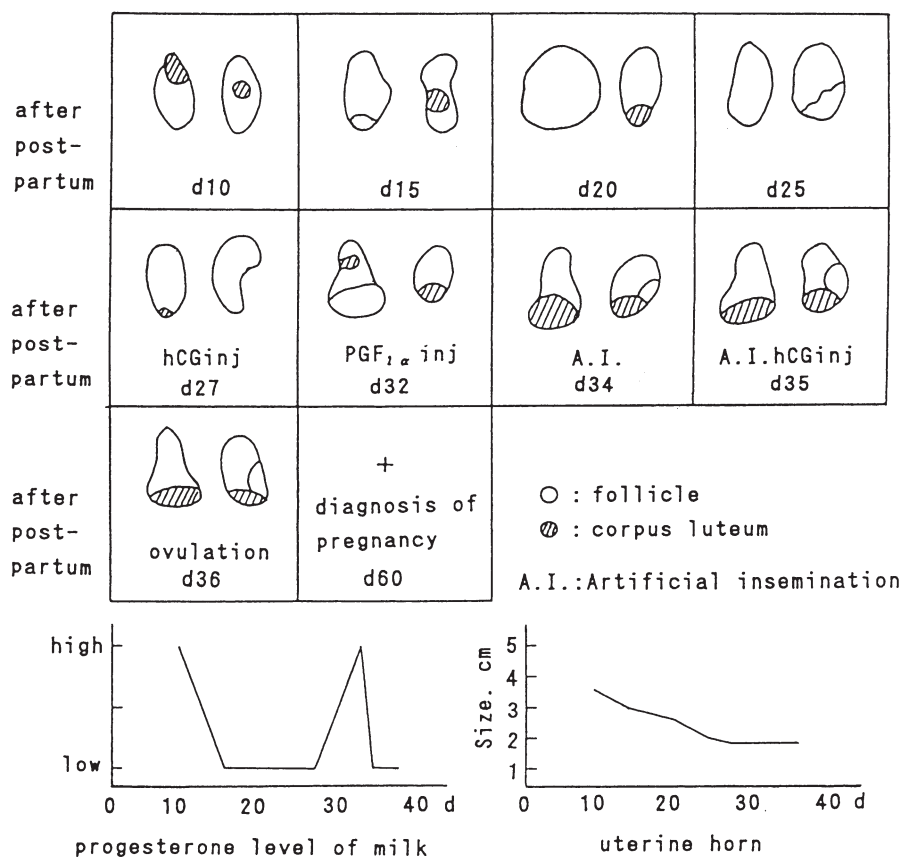 after
post-
partum
d10
d15
d20
d25
after
post-
partum
hCGinj
d27
PGF₂α inj
d32
A.I.
d34
A.I.hCGinj
d35
after
post-
partum
ovulation
d36
+
diagnosis of
pregnancy
d60
: follicle
: corpus luteum
A.I.:Artificial insemination
high
low
0 10 20 30 40 d
progesterone level of milk
Size. cm
5
4
3
2
1
0 10 20 30 40 d
uterine horn